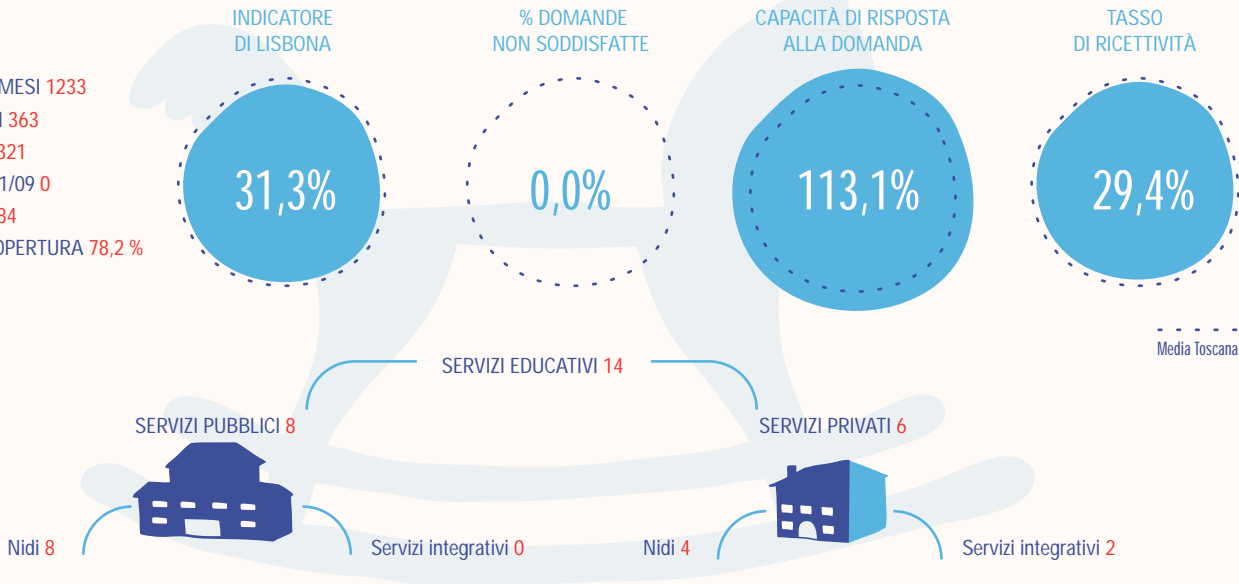 INDICATORE
DI LISBONA
% DOMANDE
NON SODDISFATTE
CAPACITÀ DI RISPOSTA
ALLA DOMANDA
TASSO
DI RICETTIVITÀ
MESI 1233
363
321
1/09 0
84
OPERTURA 78,2 %
31,3%
0,0%
113,1%
29,4%
Media Toscana
SERVIZI EDUCATIVI 14
SERVIZI PUBBLICI 8
SERVIZI PRIVATI 6
Nidi 8
Servizi integrativi 0
Nidi 4
Servizi integrativi 2